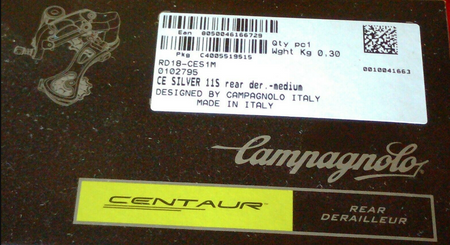 Ean 8050046166729
Qty pc1
Wght Kg 0.30
Pkg C4005519515
0010041663
RD18-CES1M
0102795
CE SILVER 11S rear der.-medium
DESIGNED BY CAMPAGNOLO ITALY
MADE IN ITALY
Campagnolo
CENTAUR
REAR
DERAILLEUR